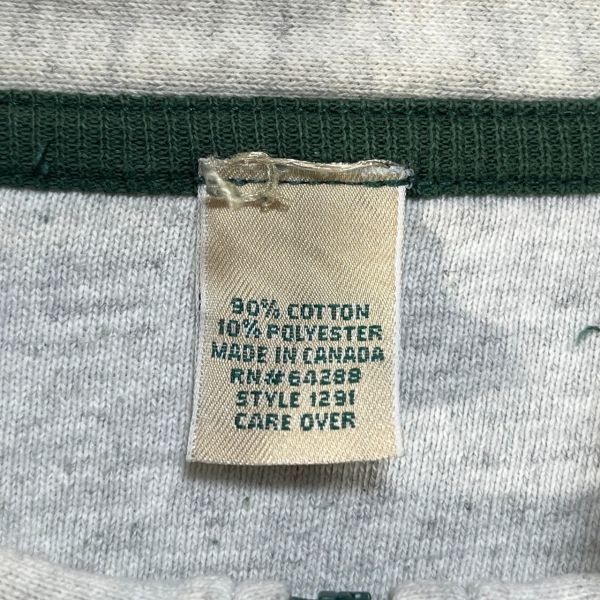 90% COTTON
10% POLYESTER
MADE IN CANADA
RN#64288
STYLE 1291
CARE OVER